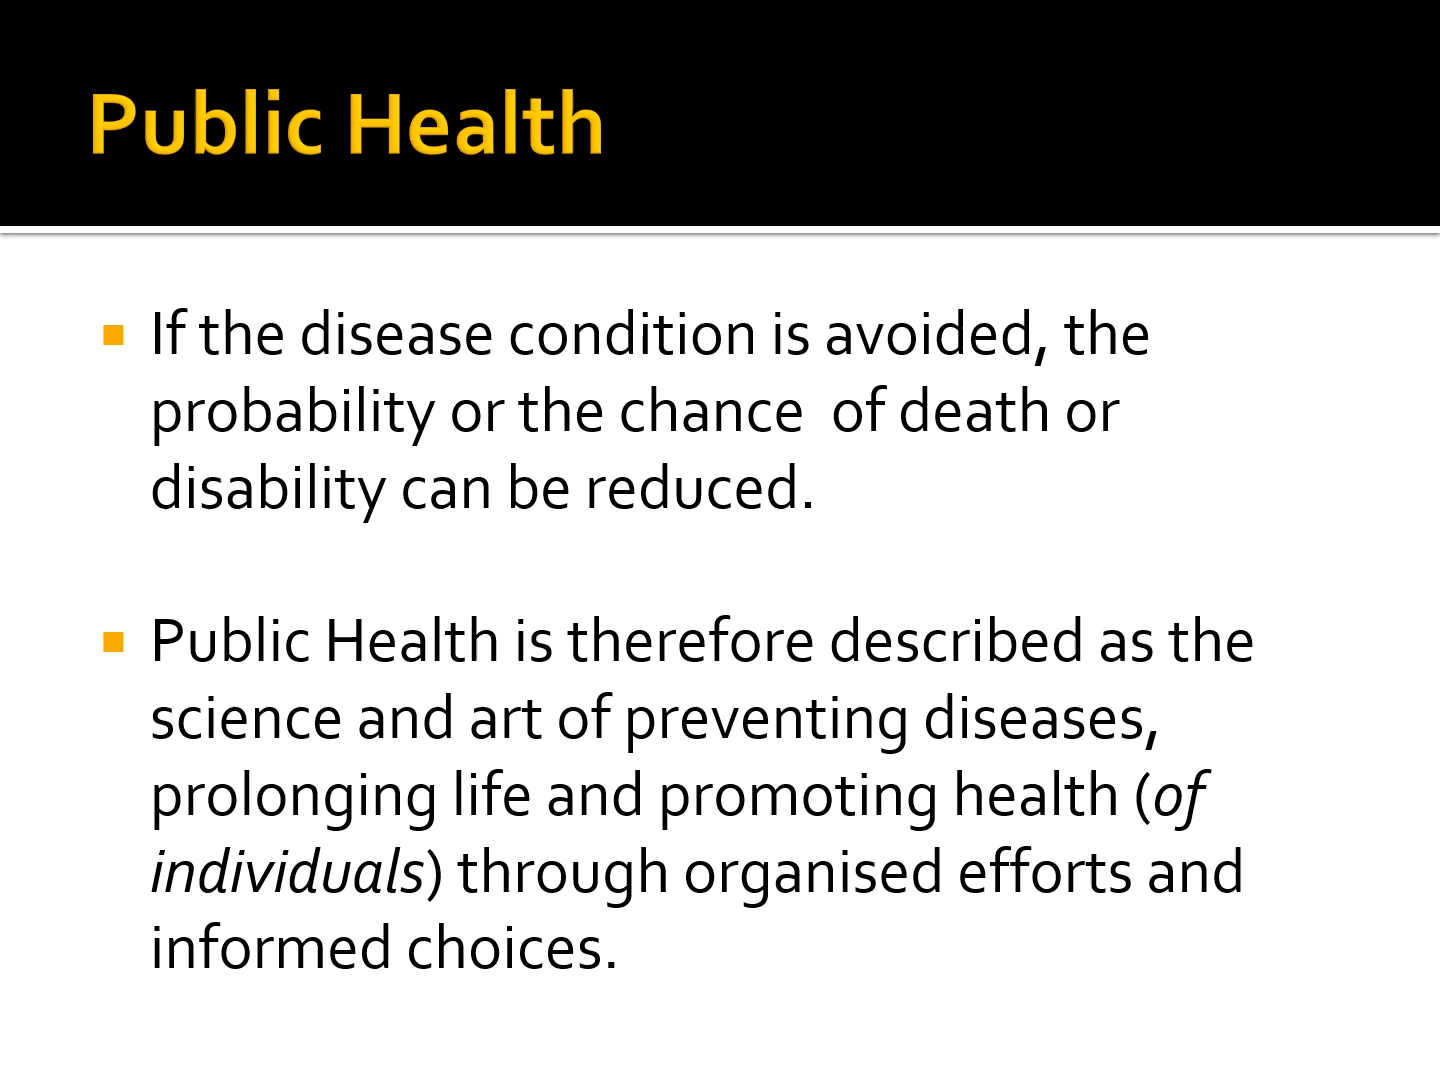 Public Health
If the disease condition is avoided, the
probability or the chance  of death or
disability can be reduced.
Public Health is therefore described as the
science and art of preventing diseases,
prolonging life and promoting health (of
individuals) through organised efforts and
informed choices.